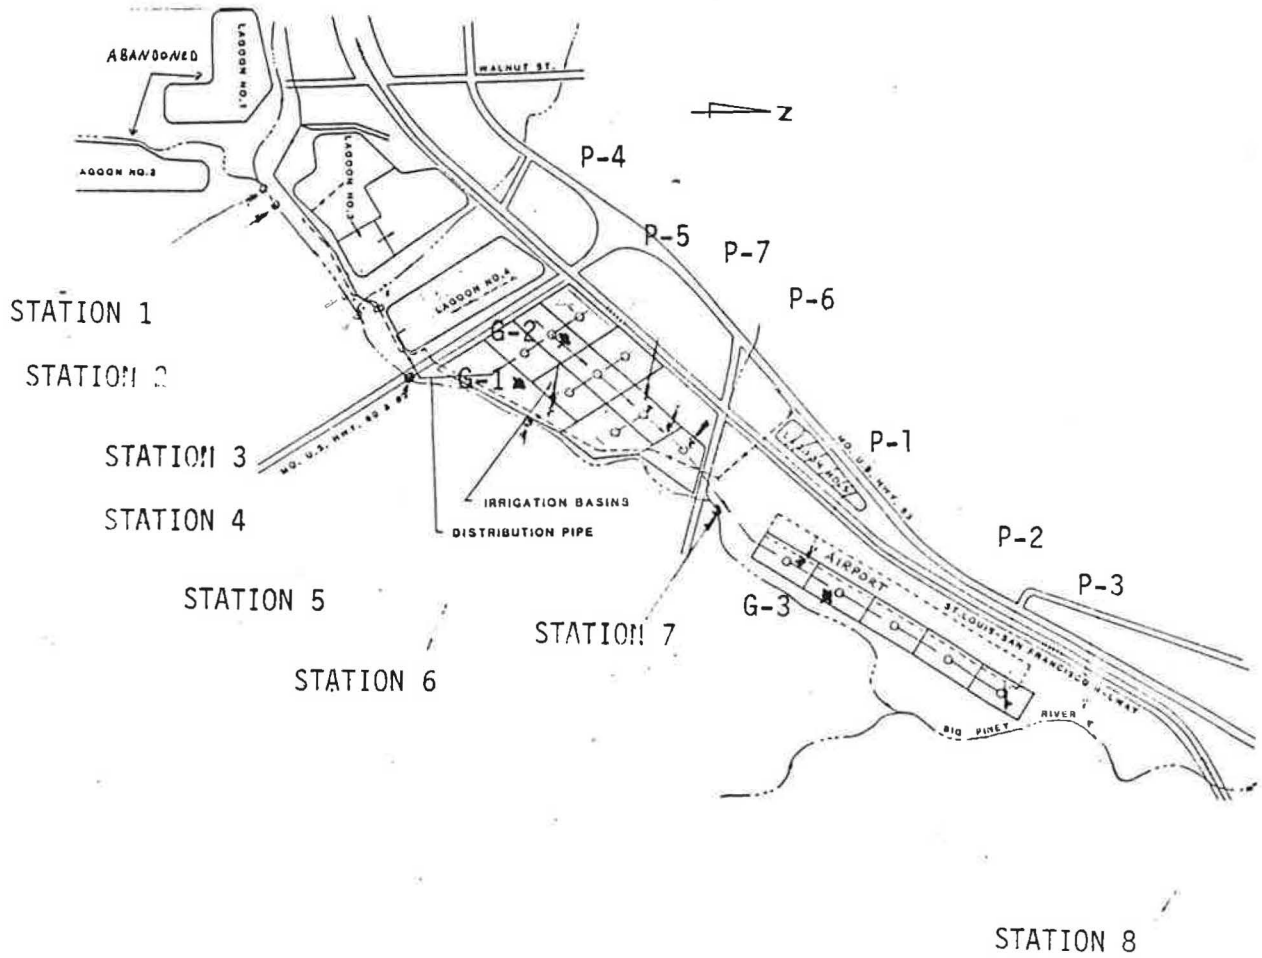 ABANDONED
LAGOON NO.1
WALNUT ST.
Z
P-4
LAGOON NO.3
AGOON NO.2
P-5
P-7
LAGOON NO.4
P-6
STATION 1
G-2
STATION 2
G-1
NO. U.S. HWY. 63
P-1
STATION 3
STATION 4
IRRIGATION BASINS
DISTRIBUTION PIPE
P-2
AIRPORT
P-3
STATION 5
G-3
ST. LOUIS-SAN FRANCISCO
STATION 7
STATION 6
BIG PINEY RIVER
STATION 8